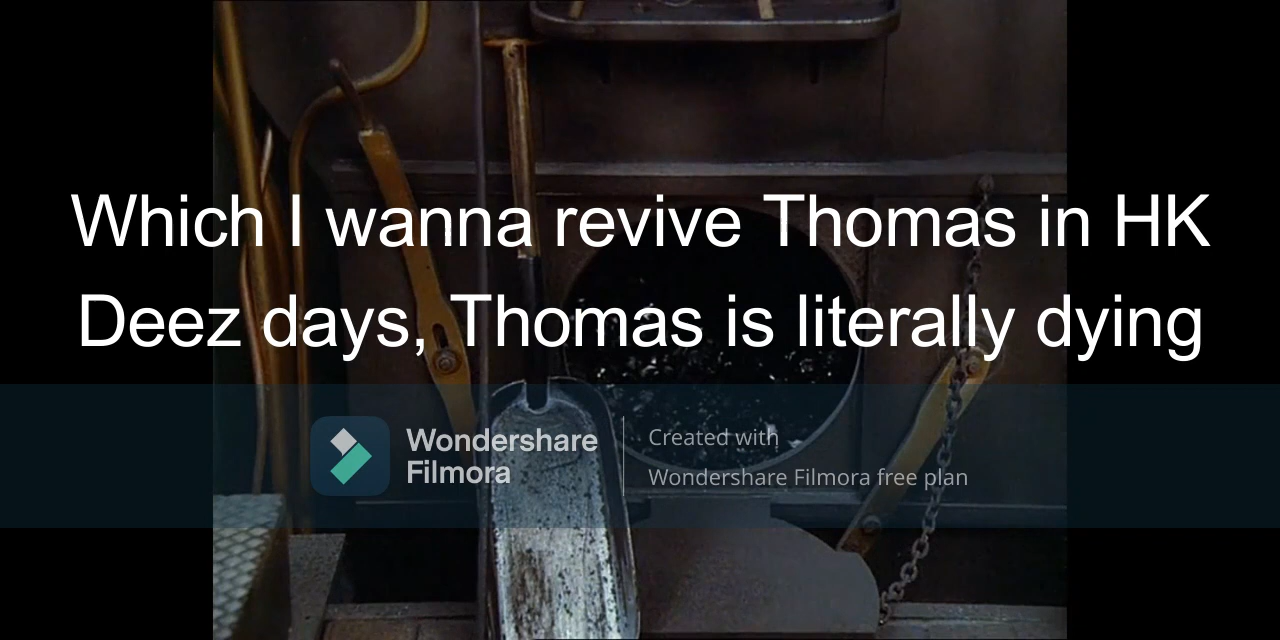 Which I wanna revive Thomas in HK
Deez days, Thomas is literally dying
Wondershare
Filmora
Created with
Wondershare Filmora free plan